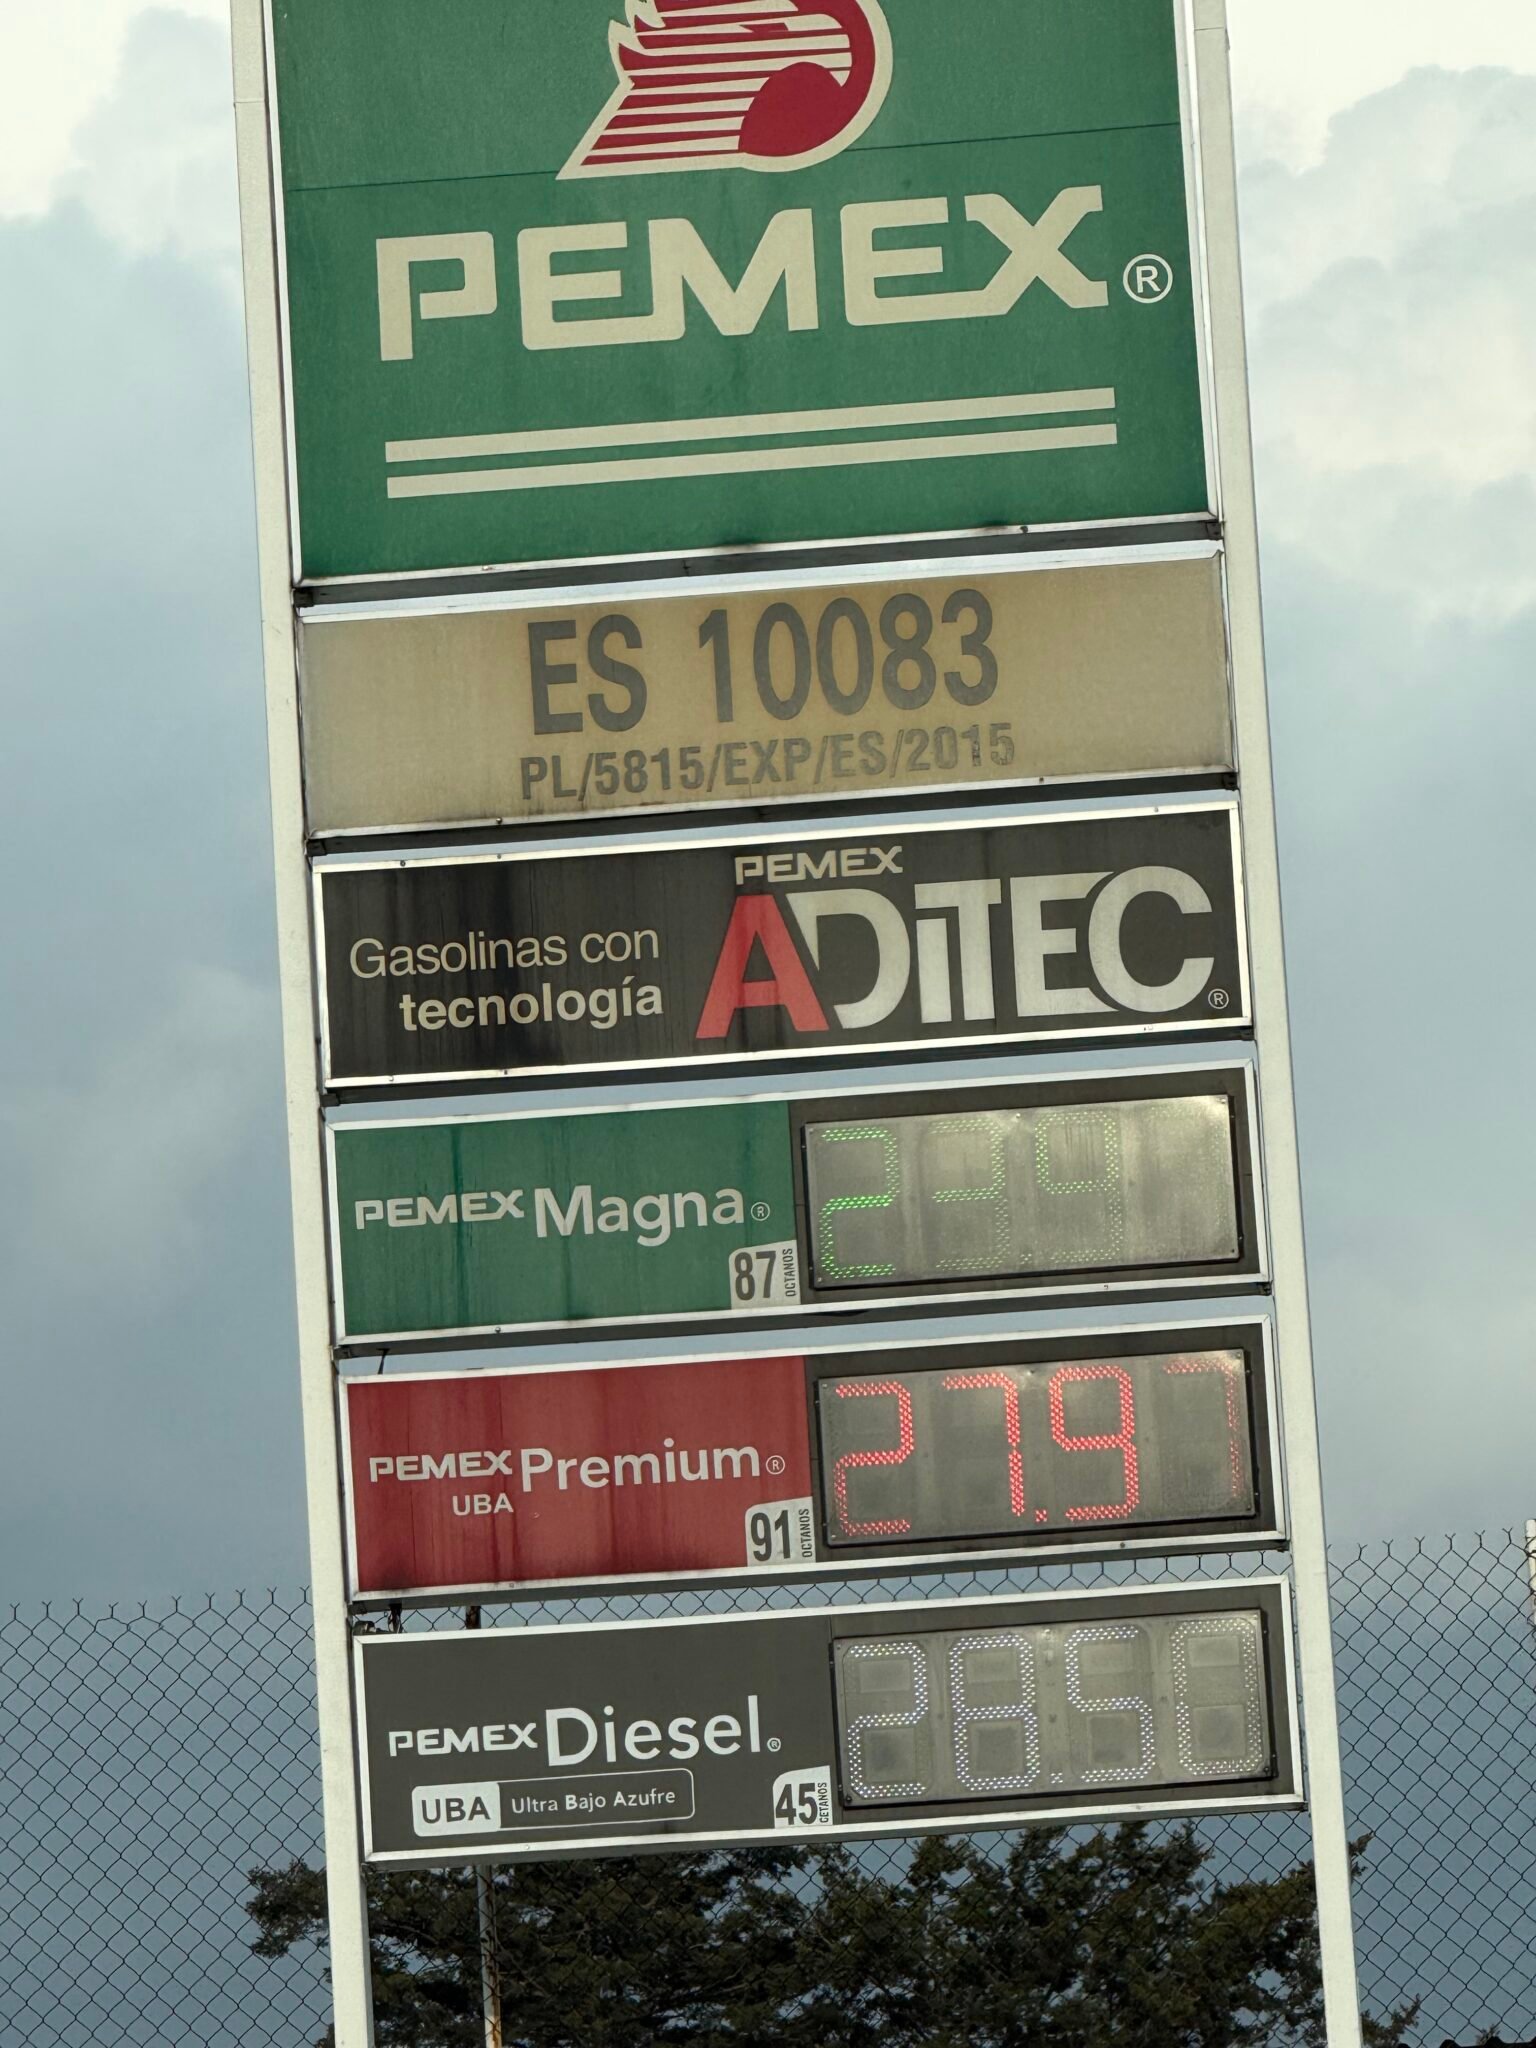 PEMEX®
ES 10083
PL/5815/EXP/ES/2015
PEMEX
Gasolinas con
tecnología
ADiTEC®
PEMEX Magna®
87 OCTANOS
PEMEX Premium®
UBA
91 OCTANOS
27.97
PEMEX Diesel®
UBA Ultra Bajo Azufre
45 CETANOS
28.50